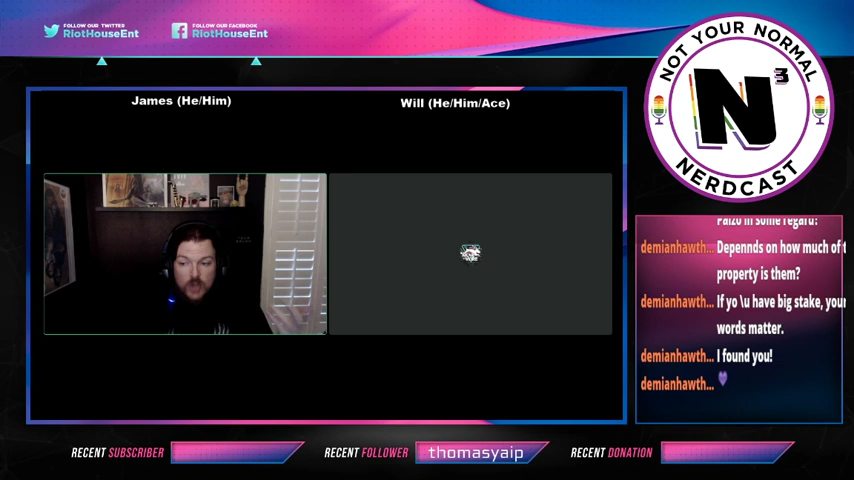 FOLLOW OUR TWITTER
RiotHouseEnt
FOLLOW OUR FACEBOOK
RiotHouseEnt
James (He/Him)
Will (He/Him/Ace)
NOT YOUR NORMAL
N3
NERDCAST
Paizo in some regard?
demianhawth... Depennds on how much of t
property is them?
demianhawth... If yo \u have big stake, your
words matter.
demianhawth... I found you!
demianhawth... 💜
RECENT SUBSCRIBER
RECENT FOLLOWER thomasyaip
RECENT DONATION